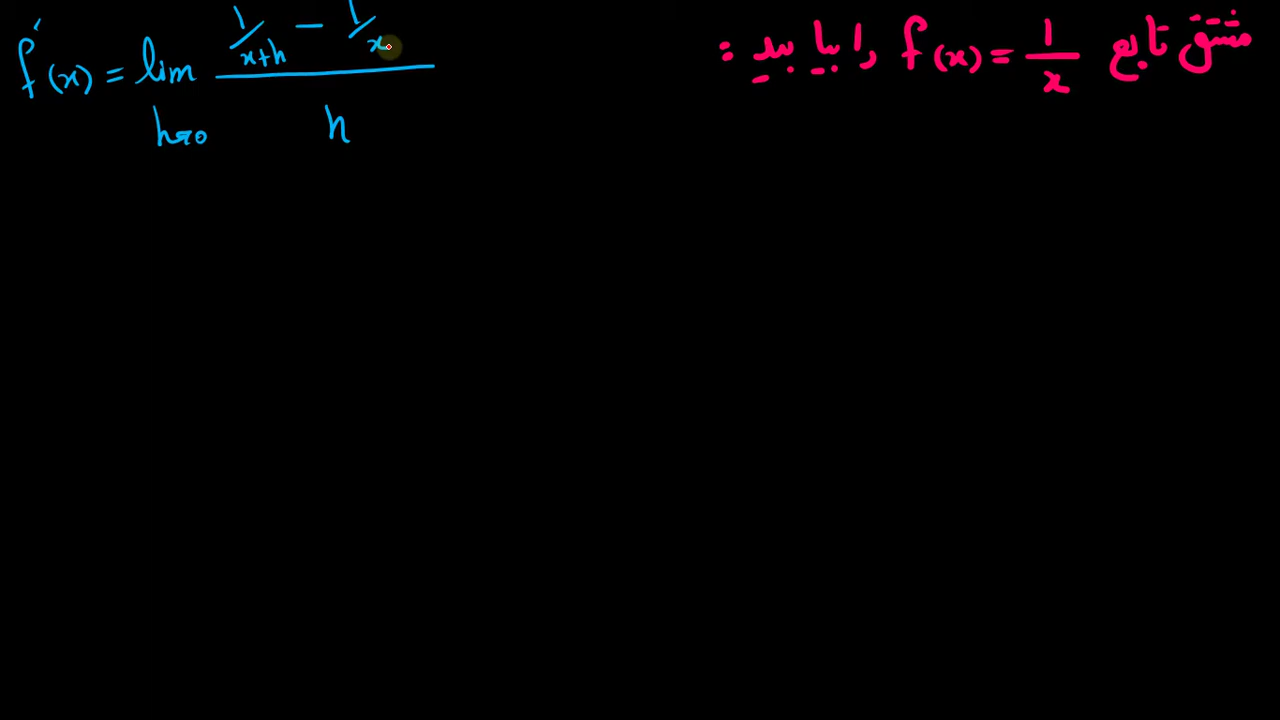 مشتق تابع f(x) = 1/x را بیابید :
f'(x) = lim h→0 (1/(x+h) - 1/x) / h